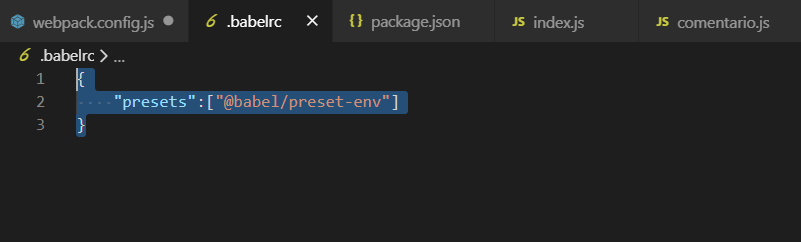 webpack.config.js .babelrc package.json index.js comentario.js
.babelrc > ...
1 {
2 "presets":["@babel/preset-env"]
3 }